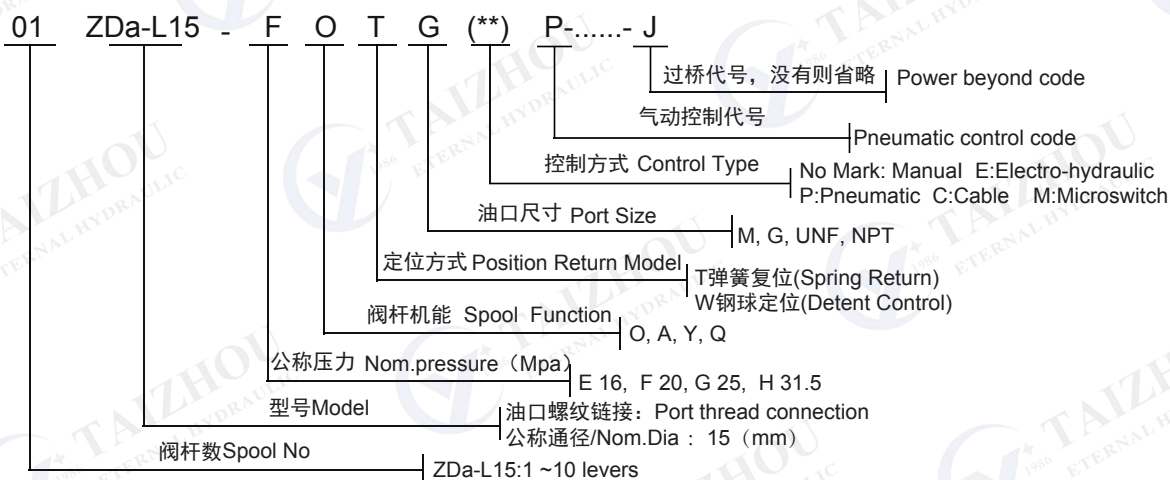 01 ZDa-L15 - F O T G (**) P-......- J
过桥代号，没有则省略 Power beyond code
气动控制代号 Pneumatic control code
控制方式 Control Type
No Mark: Manual E:Electro-hydraulic
P:Pneumatic C:Cable M:Microswitch
油口尺寸 Port Size
M, G, UNF, NPT
定位方式 Position Return Model
T弹簧复位(Spring Return)
W钢球定位(Detent Control)
阀杆机能 Spool Function
O, A, Y, Q
公称压力 Nom.pressure（Mpa）
E 16, F 20, G 25, H 31.5
型号Model
油口螺纹链接：Port thread connection
公称通径/Nom.Dia： 15（mm）
阀杆数Spool No
ZDa-L15:1 ~10 levers
TAIZHOU
ETERNAL HYDRAULIC
1986